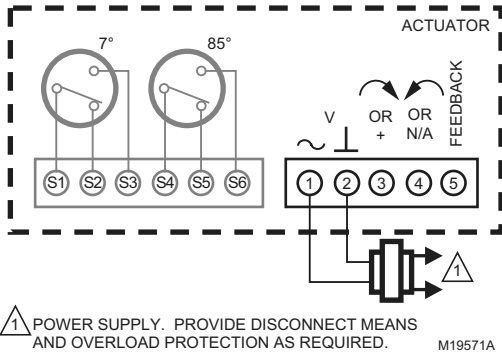 ACTUATOR
7° 85°
V
OR
+
OR
N/A
FEEDBACK
S1 S2 S3 S4 S5 S6
1 2 3 4 5
1
1 POWER SUPPLY. PROVIDE DISCONNECT MEANS
AND OVERLOAD PROTECTION AS REQUIRED.
M19571A